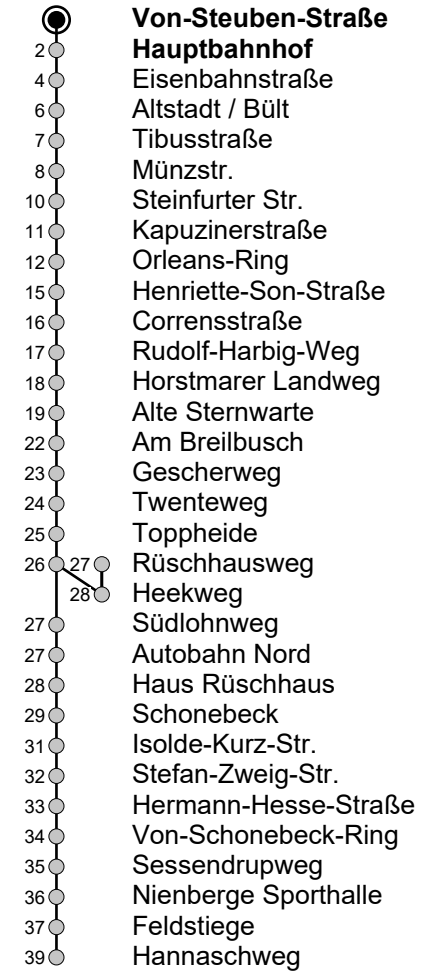 Von-Steuben-Straße
2 Hauptbahnhof
4 Eisenbahnstraße
6 Altstadt / Bült
7 Tibusstraße
8 Münzstr.
10 Steinfurter Str.
11 Kapuzinerstraße
12 Orleans-Ring
15 Henriette-Son-Straße
16 Corrensstraße
17 Rudolf-Harbig-Weg
18 Horstmarer Landweg
19 Alte Sternwarte
22 Am Breilbusch
23 Gescherweg
24 Twenteweg
25 Toppheide
26 27 Rüschhausweg
28 Heekweg
27 Südlohnweg
27 Autobahn Nord
28 Haus Rüschhaus
29 Schonebeck
31 Isolde-Kurz-Str.
32 Stefan-Zweig-Str.
33 Hermann-Hesse-Straße
34 Von-Schonebeck-Ring
35 Sessendrupweg
36 Nienberge Sporthalle
37 Feldstiege
39 Hannaschweg